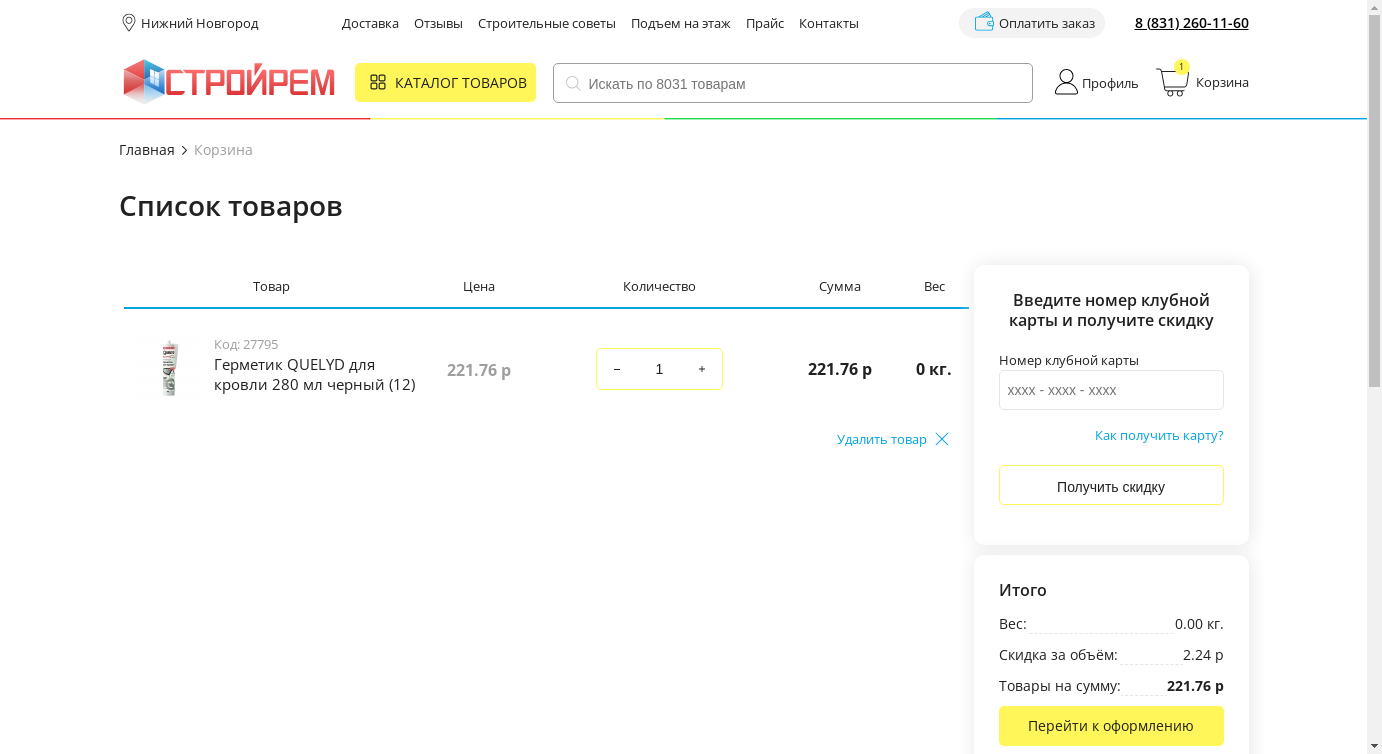 Нижний Новгород
Доставка Отзывы Строительные советы Подъем на этаж Прайс Контакты
Оплатить заказ
8 (831) 260-11-60
СТРОЙРЕМ
КАТАЛОГ ТОВАРОВ
Искать по 8031 товарам
Профиль
1
Корзина
Главная > Корзина
Список товаров
Товар Цена Количество Сумма Вес
Код: 27795
Герметик QUELYD для
кровли 280 мл черный (12)
221.76 р
− 1 +
221.76 р
0 кг.
Удалить товар
Введите номер клубной
карты и получите скидку
Номер клубной карты
xxxx - xxxx - xxxx
Как получить карту?
Получить скидку
Итого
Вес: 0.00 кг.
Скидка за объём: 2.24 р
Товары на сумму: 221.76 р
Перейти к оформлению